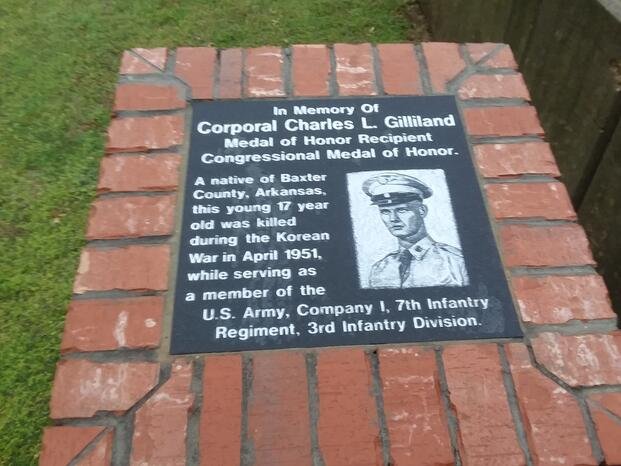 In Memory Of
Corporal Charles L. Gilliland
Medal of Honor Recipient
Congressional Medal of Honor.
A native of Baxter
County, Arkansas,
this young 17 year
old was killed
during the Korean
War in April 1951,
while serving as
a member of the
U.S. Army, Company I, 7th Infantry
Regiment, 3rd Infantry Division.